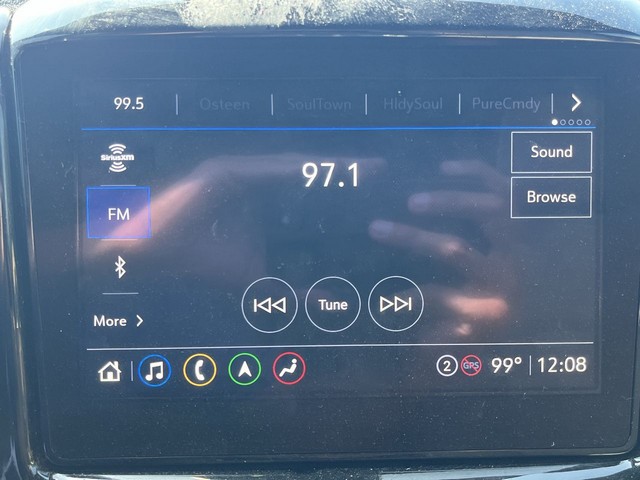 99.5 Osteen SoulTown HldySoul PureCmdy
SiriusXM
97.1
Sound
FM
Browse
Tune
More
2 GPS 99° 12:08